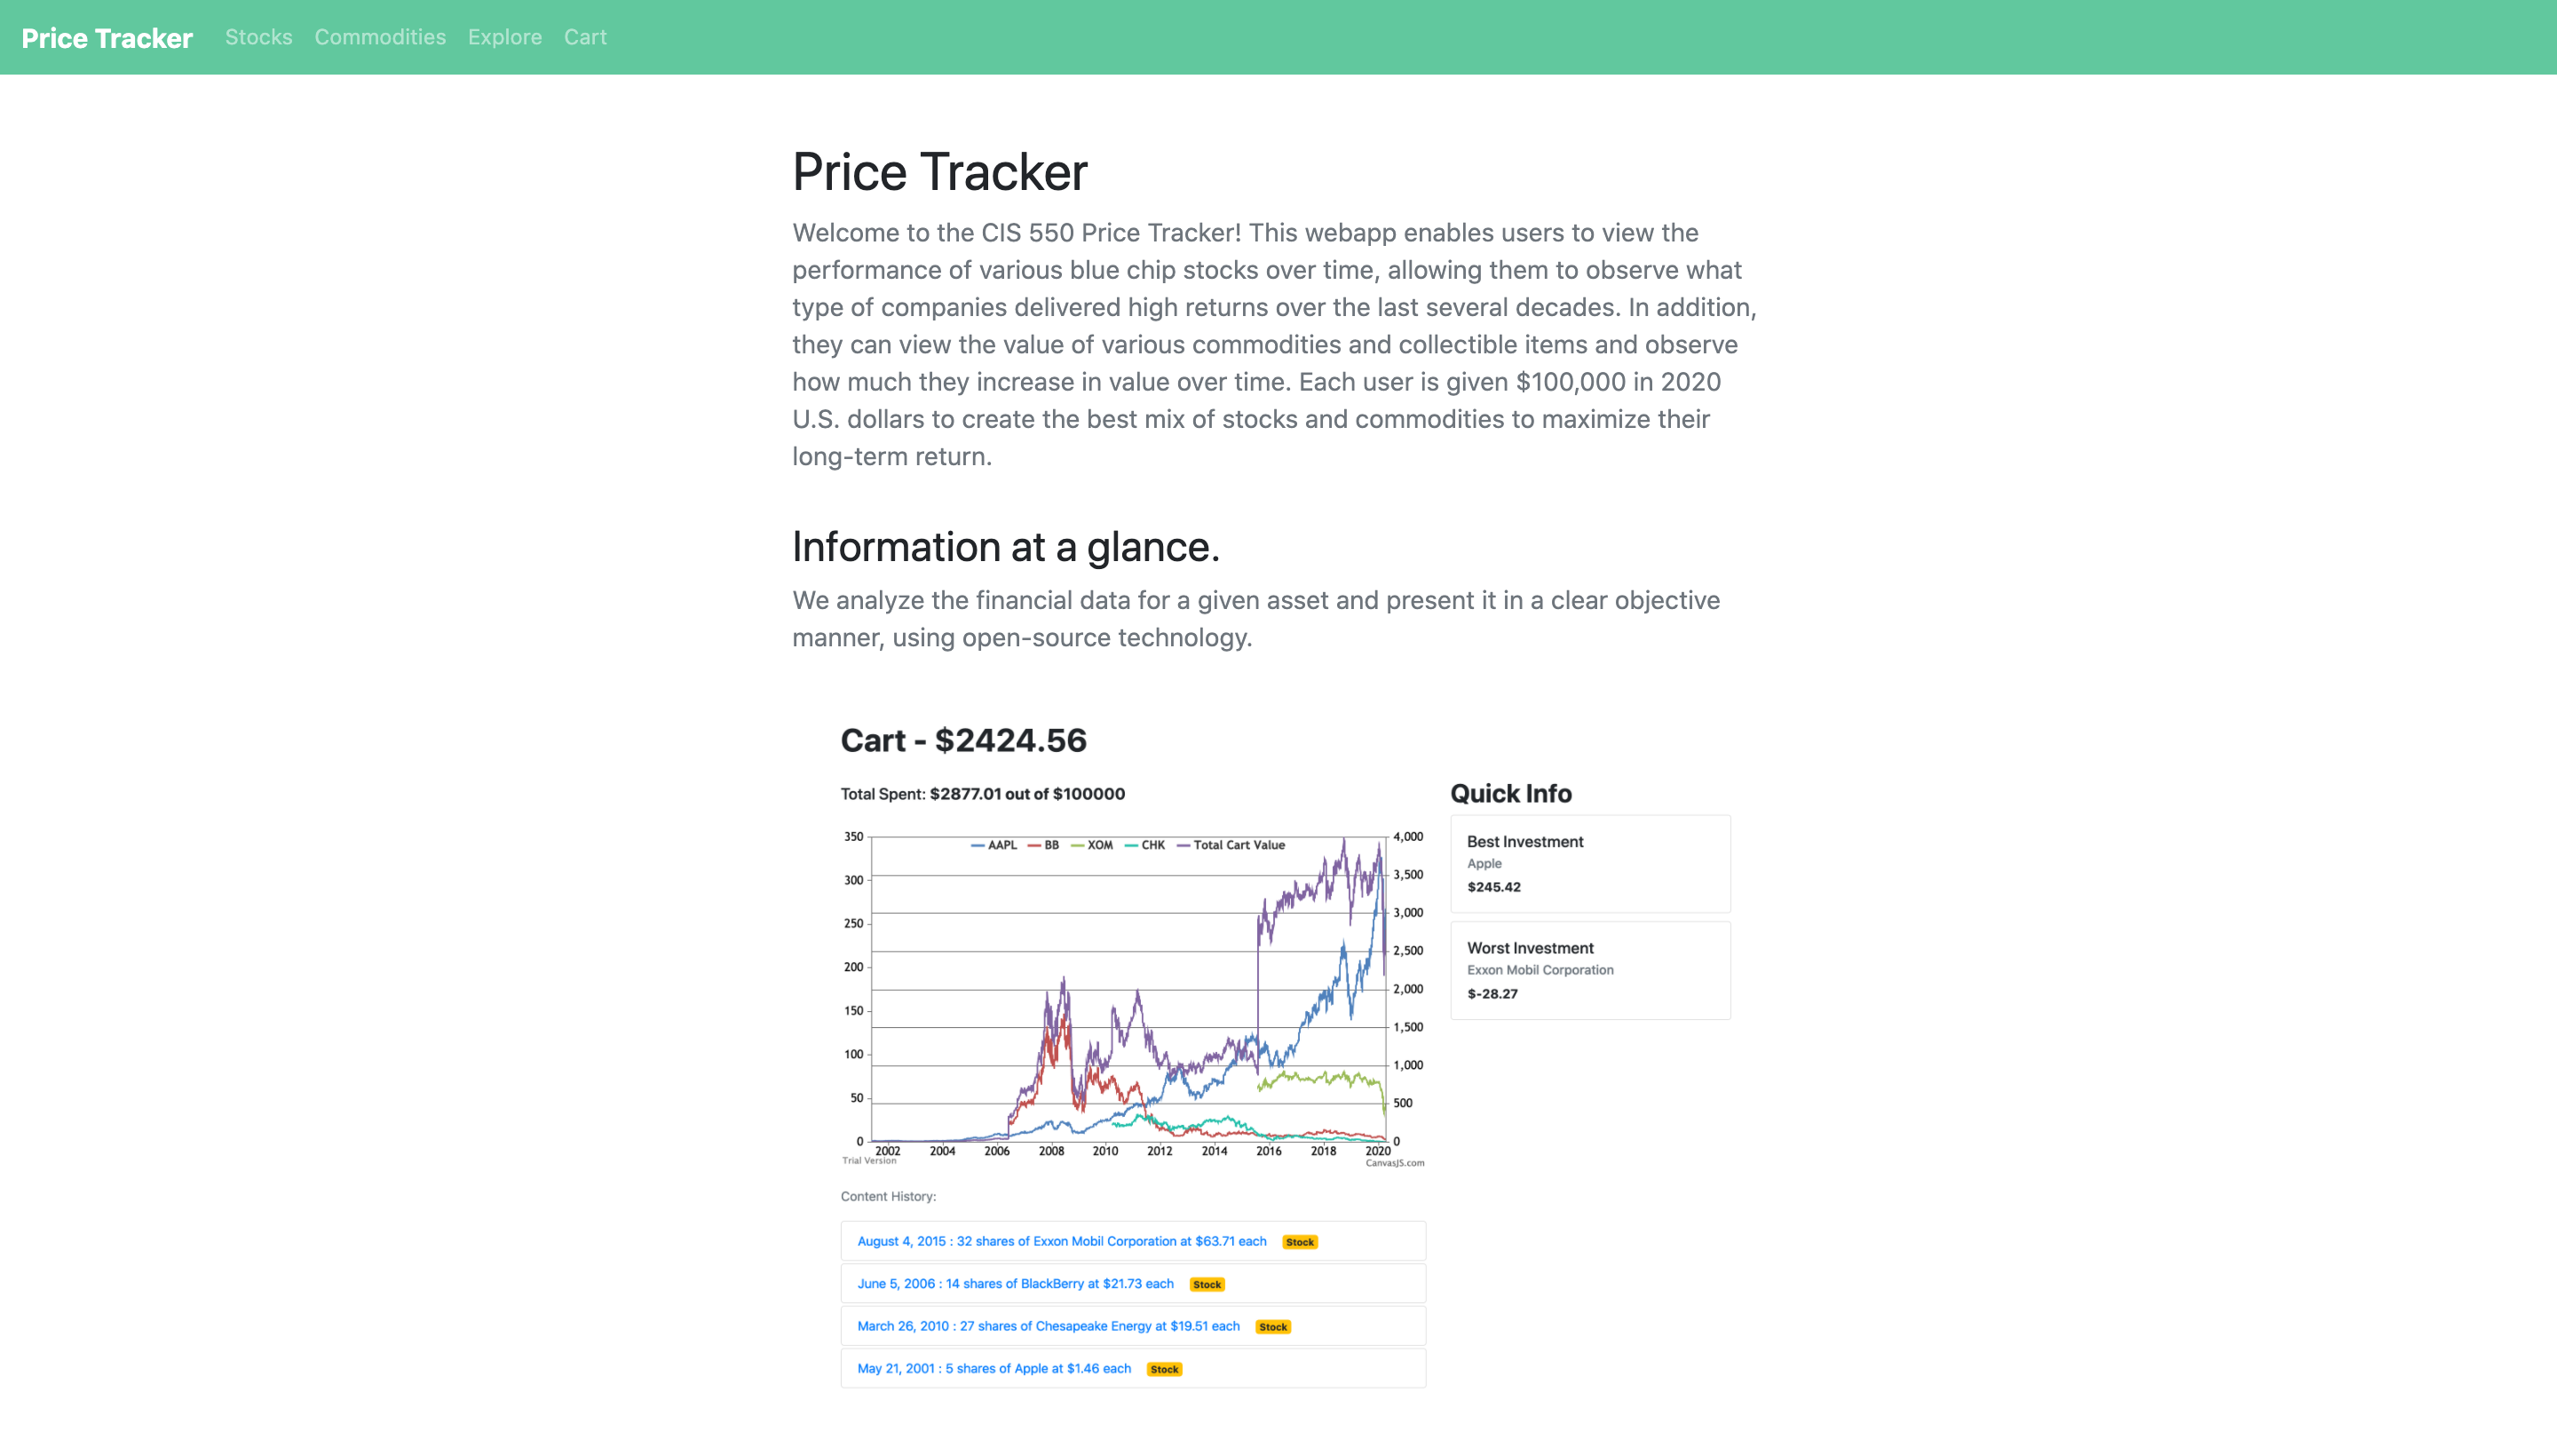 Price Tracker Stocks Commodities Explore Cart
Price Tracker
Welcome to the CIS 550 Price Tracker! This webapp enables users to view the
performance of various blue chip stocks over time, allowing them to observe what
type of companies delivered high returns over the last several decades. In addition,
they can view the value of various commodities and collectible items and observe
how much they increase in value over time. Each user is given $100,000 in 2020
U.S. dollars to create the best mix of stocks and commodities to maximize their
long-term return.
Information at a glance.
We analyze the financial data for a given asset and present it in a clear objective
manner, using open-source technology.
Cart - $2424.56
Total Spent: $2877.01 out of $100000
AAPL BB XOM CHK Total Cart Value
350
300
250
200
150
100
50
0
4,000
3,500
3,000
2,500
2,000
1,500
1,000
500
0
2002 2004 2006 2008 2010 2012 2014 2016 2018 2020
Trial Version
CanvasJS.com
Quick Info
Best Investment
Apple
$245.42
Worst Investment
Exxon Mobil Corporation
$-28.27
Content History:
August 4, 2015 : 32 shares of Exxon Mobil Corporation at $63.71 each Stock
June 5, 2006 : 14 shares of BlackBerry at $21.73 each Stock
March 26, 2010 : 27 shares of Chesapeake Energy at $19.51 each Stock
May 21, 2001 : 5 shares of Apple at $1.46 each Stock